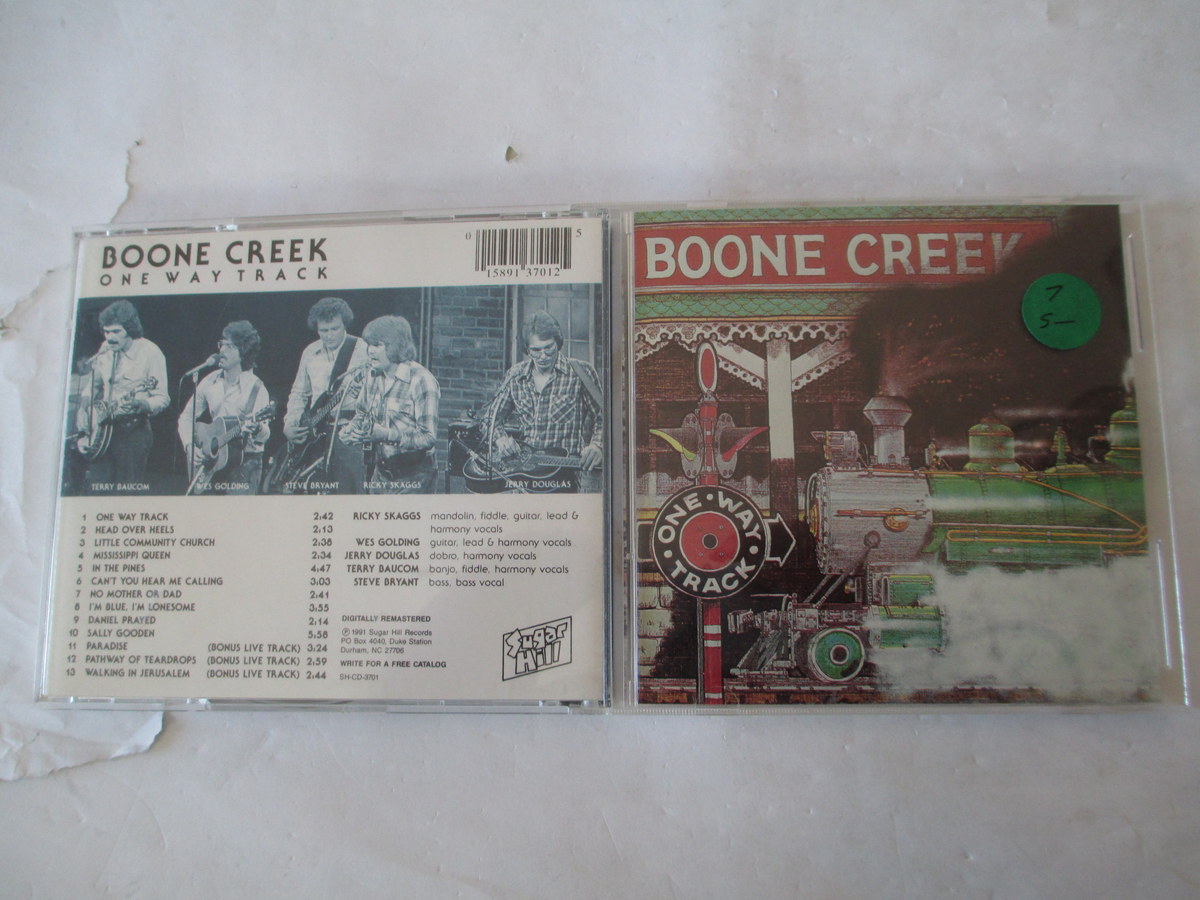 BOONE CREEK
ONE WAY TRACK
0 15891 37012 5
TERRY BAUCOM WES GOLDING STEVE BRYANT RICKY SKAGGS JERRY DOUGLAS
1 ONE WAY TRACK 2:42
2 HEAD OVER HEELS 2:13
3 LITTLE COMMUNITY CHURCH 2:38
4 MISSISSIPPI QUEEN 2:34
5 IN THE PINES 4:47
6 CAN'T YOU HEAR ME CALLING 3:03
7 NO MOTHER OR DAD 2:41
8 I'M BLUE, I'M LONESOME 3:55
9 DANIEL PRAYED 2:14
10 SALLY GOODEN 5:58
11 PARADISE (BONUS LIVE TRACK) 3:24
12 PATHWAY OF TEARDROPS (BONUS LIVE TRACK) 2:59
13 WALKING IN JERUSALEM (BONUS LIVE TRACK) 2:44
RICKY SKAGGS mandolin, fiddle, guitar, lead &
harmony vocals
WES GOLDING guitar, lead & harmony vocals
JERRY DOUGLAS dobro, harmony vocals
TERRY BAUCOM banjo, fiddle, harmony vocals
STEVE BRYANT bass, bass vocal
DIGITALLY REMASTERED
℗ 1991 Sugar Hill Records
PO Box 4040, Duke Station
Durham, NC 27706
WRITE FOR A FREE CATALOG
SH-CD-3701
Sugar
Hill
BOONE CREEK
7
5—
ONE · WAY
· TRACK ·